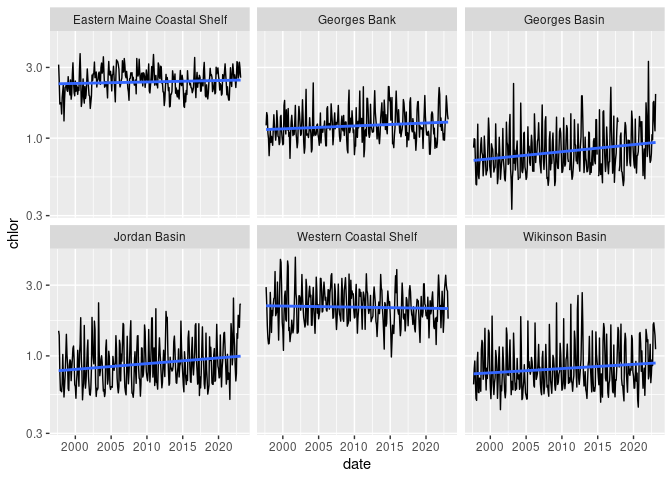 Eastern Maine Coastal Shelf
Georges Bank
Georges Basin
3.0
1.0
0.3
chlor
Jordan Basin
Western Coastal Shelf
Wikinson Basin
3.0
1.0
0.3
2000 2005 2010 2015 2020
2000 2005 2010 2015 2020
2000 2005 2010 2015 2020
date